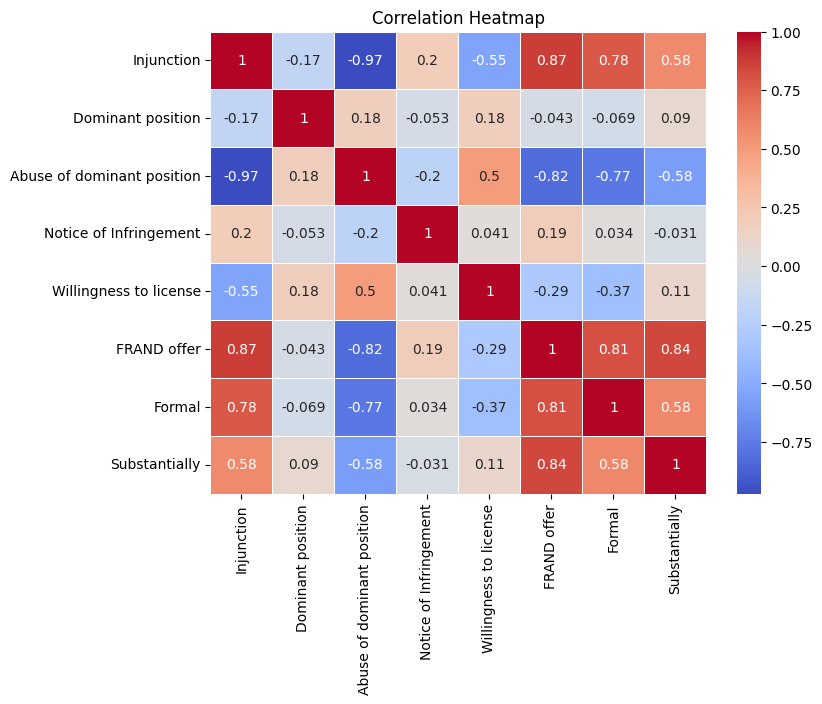 Correlation Heatmap
Injunction 1 -0.17 -0.97 0.2 -0.55 0.87 0.78 0.58
Dominant position -0.17 1 0.18 -0.053 0.18 -0.043 -0.069 0.09
Abuse of dominant position -0.97 0.18 1 -0.2 0.5 -0.82 -0.77 -0.58
Notice of Infringement 0.2 -0.053 -0.2 1 0.041 0.19 0.034 -0.031
Willingness to license -0.55 0.18 0.5 0.041 1 -0.29 -0.37 0.11
FRAND offer 0.87 -0.043 -0.82 0.19 -0.29 1 0.81 0.84
Formal 0.78 -0.069 -0.77 0.034 -0.37 0.81 1 0.58
Substantially 0.58 0.09 -0.58 -0.031 0.11 0.84 0.58 1
Injunction
Dominant position
Abuse of dominant position
Notice of Infringement
Willingness to license
FRAND offer
Formal
Substantially
1.00
0.75
0.50
0.25
0.00
−0.25
−0.50
−0.75